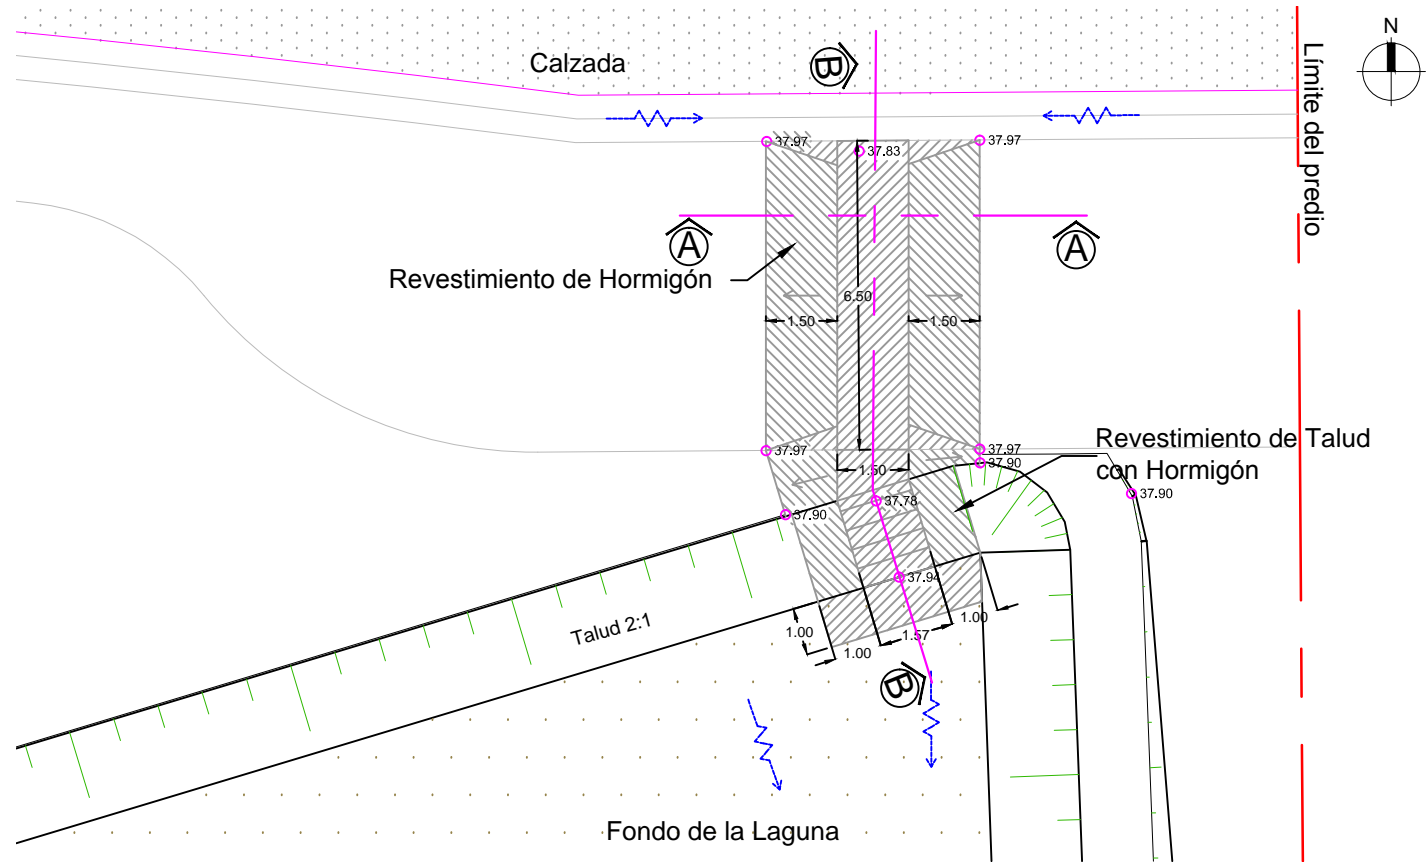 N
Calzada
B
Límite del predio
37.97
37.83
37.97
A
A
Revestimiento de Hormigón
6.50
1.50
1.50
Revestimiento de Talud
con Hormigón
37.97
37.97
37.90
1.50
37.90
37.78
37.90
37.94
Talud 2:1
1.00
1.00
1.57
1.00
B
Fondo de la Laguna